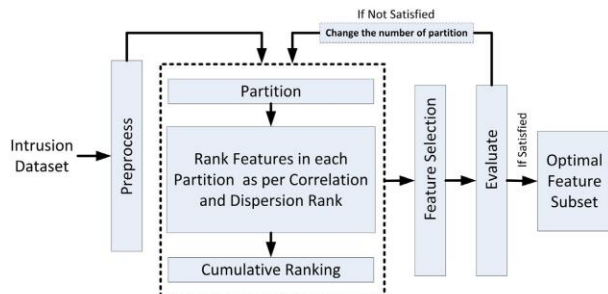 If Not Satisfied
Change the number of partition
Partition
Intrusion
Dataset
Preprocess
Rank Features in each
Partition as per Correlation
and Dispersion Rank
Cumulative Ranking
Feature Selection
Evaluate
If Satisfied
Optimal
Feature
Subset